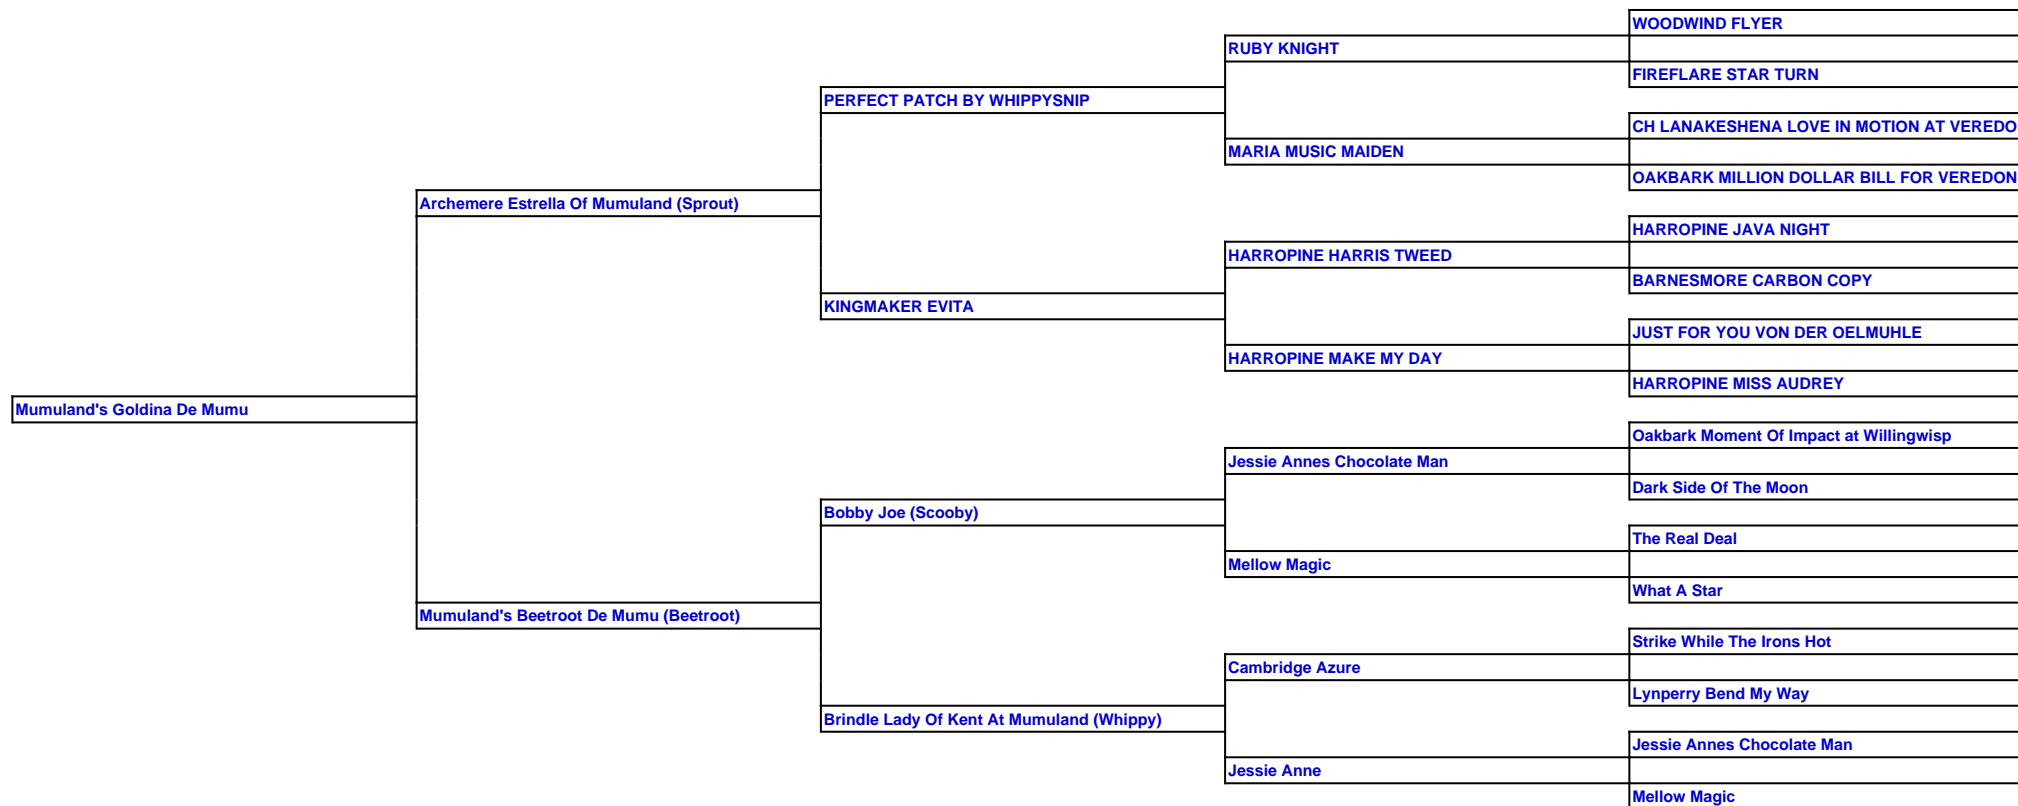 WOODWIND FLYER
RUBY KNIGHT
FIREFLARE STAR TURN
PERFECT PATCH BY WHIPPYSNIP
CH LANAKESHENA LOVE IN MOTION AT VEREDO
MARIA MUSIC MAIDEN
OAKBARK MILLION DOLLAR BILL FOR VEREDON
Archemere Estrella Of Mumuland (Sprout)
HARROPINE JAVA NIGHT
HARROPINE HARRIS TWEED
BARNESMORE CARBON COPY
KINGMAKER EVITA
JUST FOR YOU VON DER OELMUHLE
HARROPINE MAKE MY DAY
HARROPINE MISS AUDREY
Mumuland's Goldina De Mumu
Oakbark Moment Of Impact at Willingwisp
Jessie Annes Chocolate Man
Dark Side Of The Moon
Bobby Joe (Scooby)
The Real Deal
Mellow Magic
What A Star
Mumuland's Beetroot De Mumu (Beetroot)
Strike While The Irons Hot
Cambridge Azure
Lynperry Bend My Way
Brindle Lady Of Kent At Mumuland (Whippy)
Jessie Annes Chocolate Man
Jessie Anne
Mellow Magic